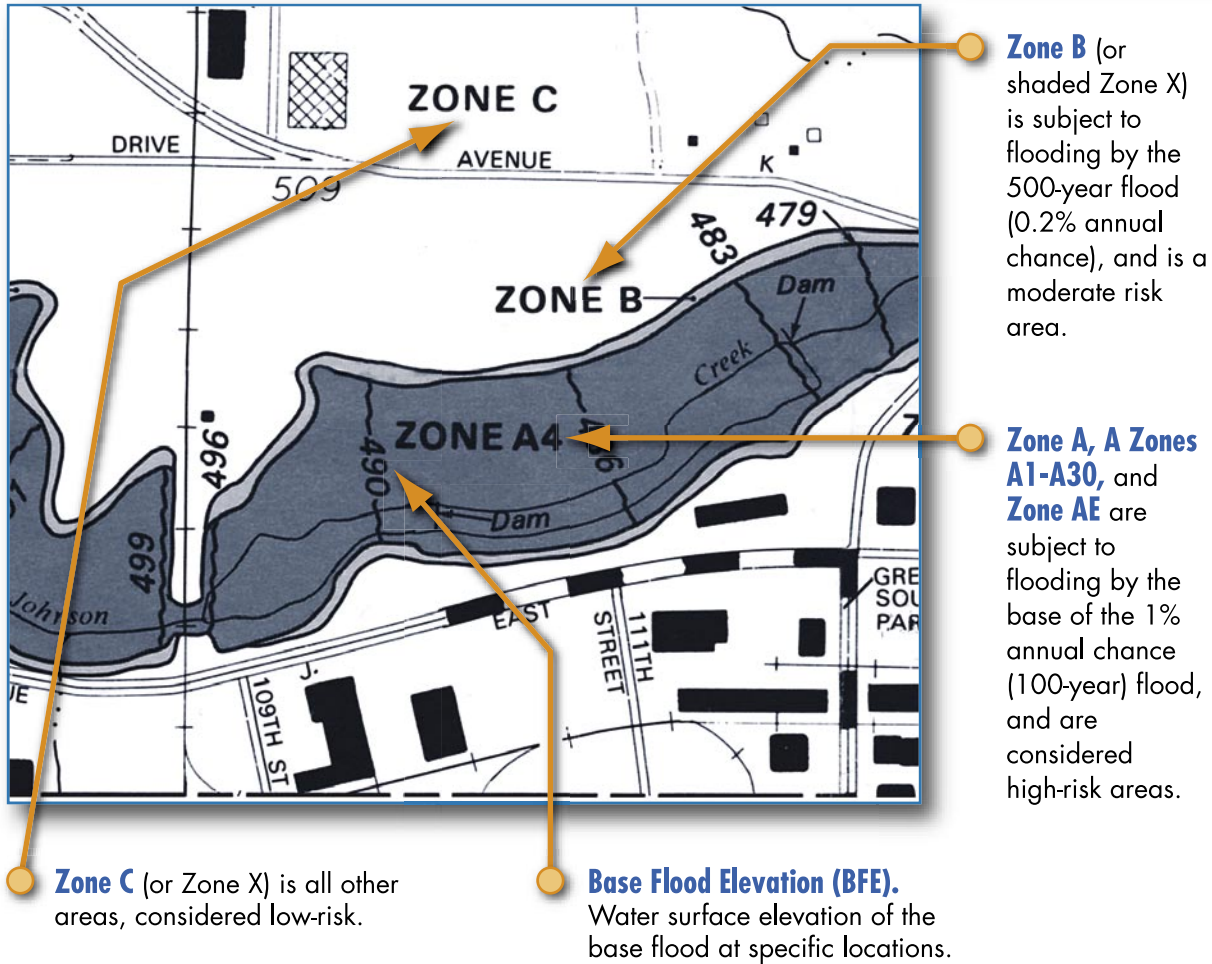 ZONE C
DRIVE
AVENUE
509
K
479
483
ZONE B
Dam
Creek
496
ZONE A4
490
Dam
499
Johnson
EAST
111TH
STREET
109TH ST
J.
GRE
SOU
PAR
Zone B (or
shaded Zone X)
is subject to
flooding by the
500-year flood
(0.2% annual
chance), and is a
moderate risk
area.
Zone A, A Zones
A1-A30, and
Zone AE are
subject to
flooding by the
base of the 1%
annual chance
(100-year) flood,
and are
considered
high-risk areas.
Zone C (or Zone X) is all other
areas, considered low-risk.
Base Flood Elevation (BFE).
Water surface elevation of the
base flood at specific locations.